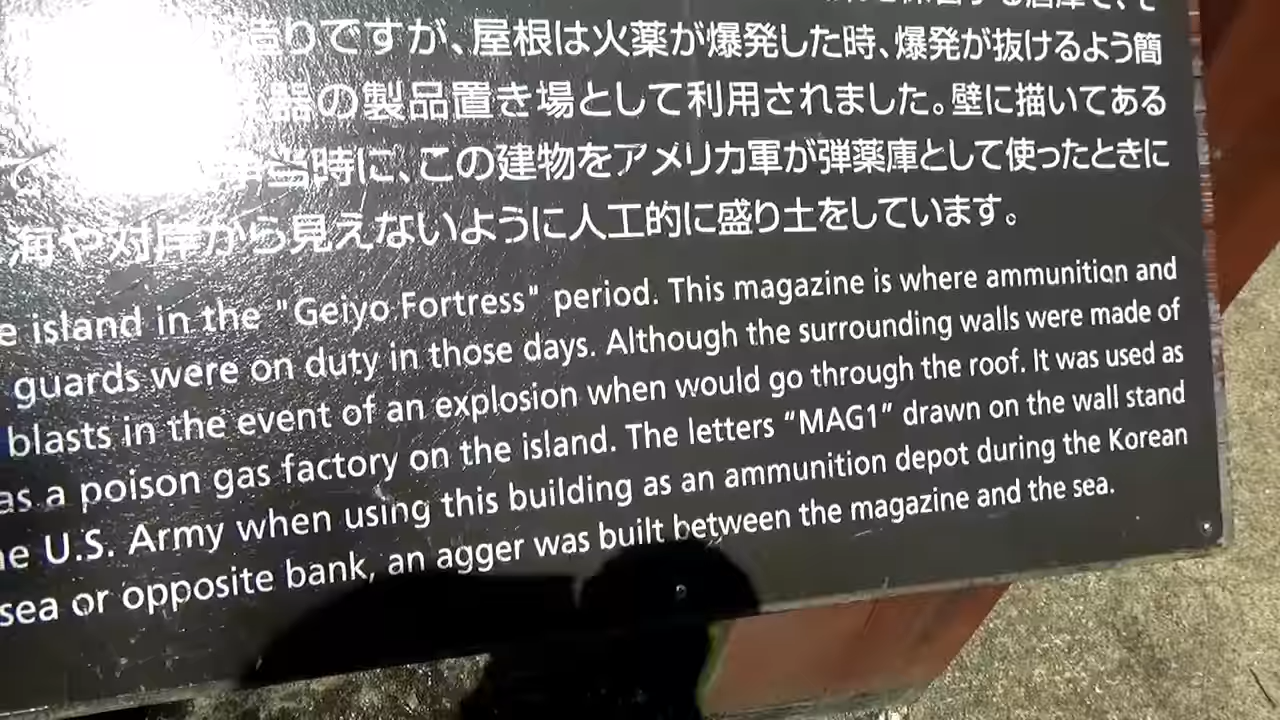 造りですが、屋根は火薬が爆発した時、爆発が抜けるよう簡
器の製品置き場として利用されました。壁に描いてある
当時に、この建物をアメリカ軍が弾薬庫として使ったときに
海や対岸から見えないように人工的に盛り土をしています。
e island in the "Geiyo Fortress" period. This magazine is where ammunition and
guards were on duty in those days. Although the surrounding walls were made of
blasts in the event of an explosion when would go through the roof. It was used as
as a poison gas factory on the island. The letters "MAG1" drawn on the wall stand
he U.S. Army when using this building as an ammunition depot during the Korean
sea or opposite bank, an agger was built between the magazine and the sea.